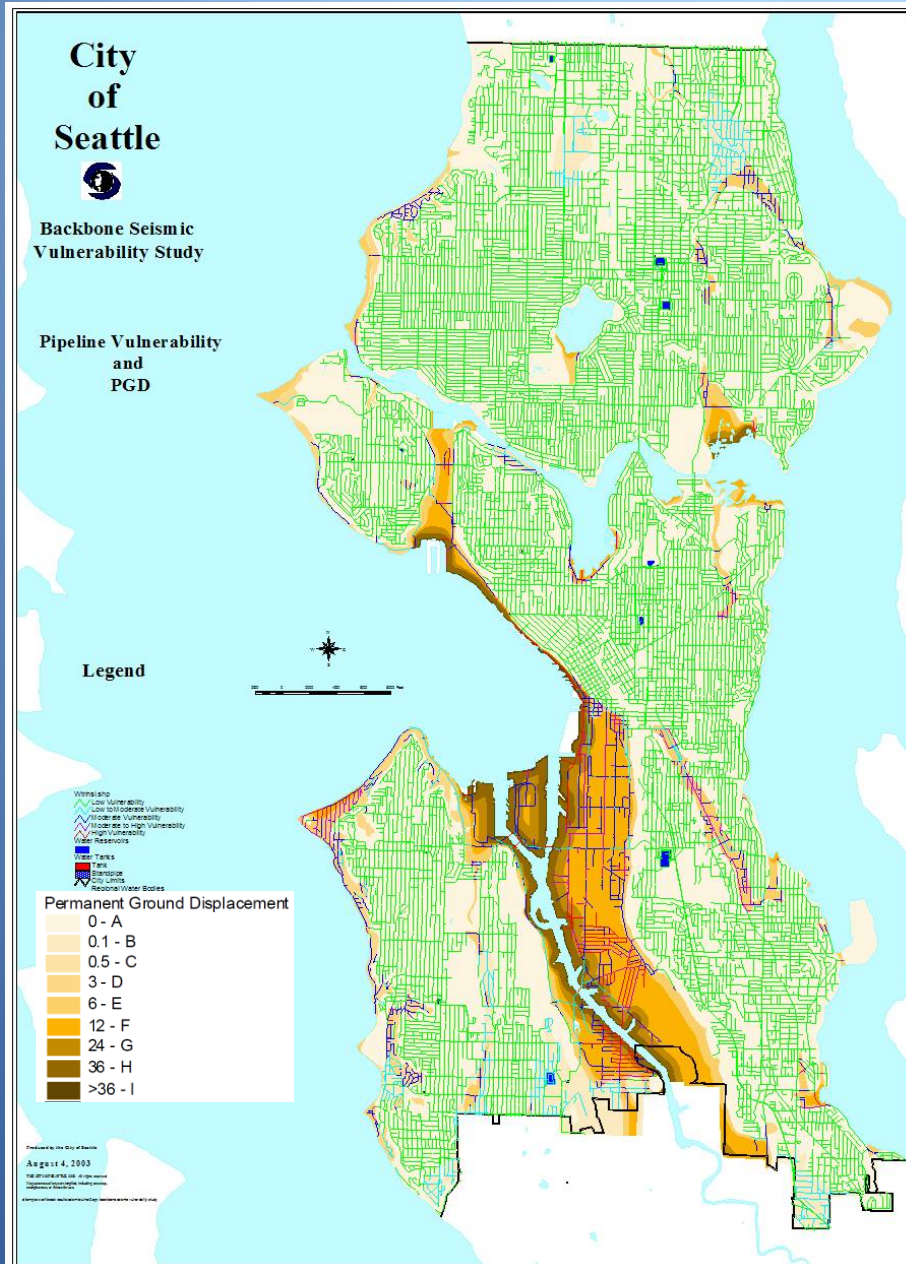 City
of
Seattle
Backbone Seismic
Vulnerability Study
Pipeline Vulnerability
and
PGD
Legend
Low Vulnerability
Low to Moderate Vulnerability
Moderate Vulnerability
Moderate to High Vulnerability
High Vulnerability
Water Reservoirs
Water Tanks
Tank
Standpipe
City Limits
Regional Water Bodies
Permanent Ground Displacement
0 - A
0.1 - B
0.5 - C
3 - D
6 - E
12 - F
24 - G
36 - H
>36 - I
Produced by the City of Seattle
August 4, 2003